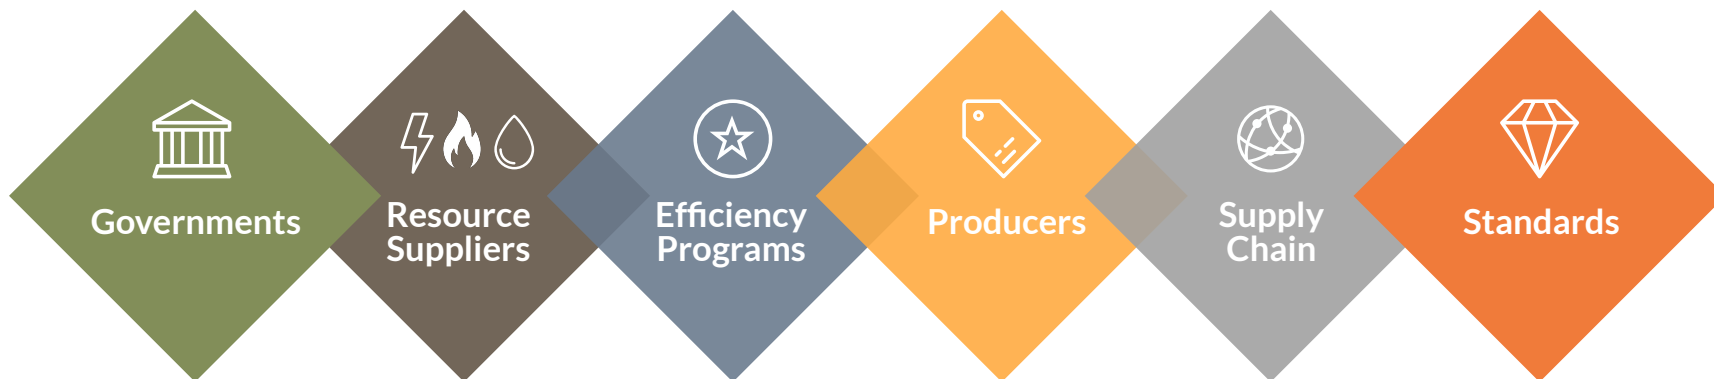 Governments
Resource
Suppliers
Efficiency
Programs
Producers
Supply
Chain
Standards